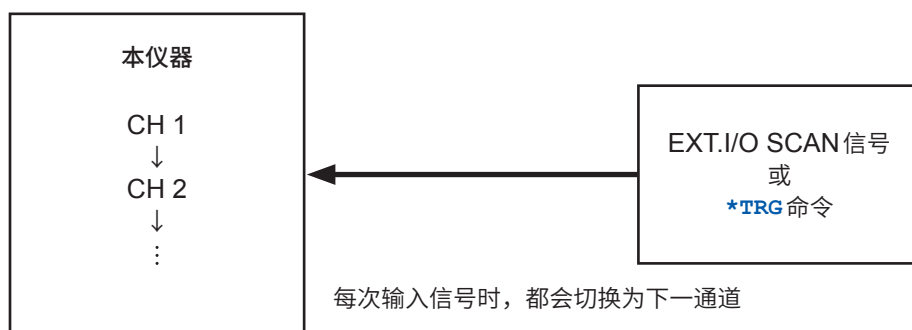 本仪器
CH 1
↓
CH 2
↓
⋮
EXT.I/O SCAN信号
或
*TRG命令
每次输入信号时，都会切换为下一通道